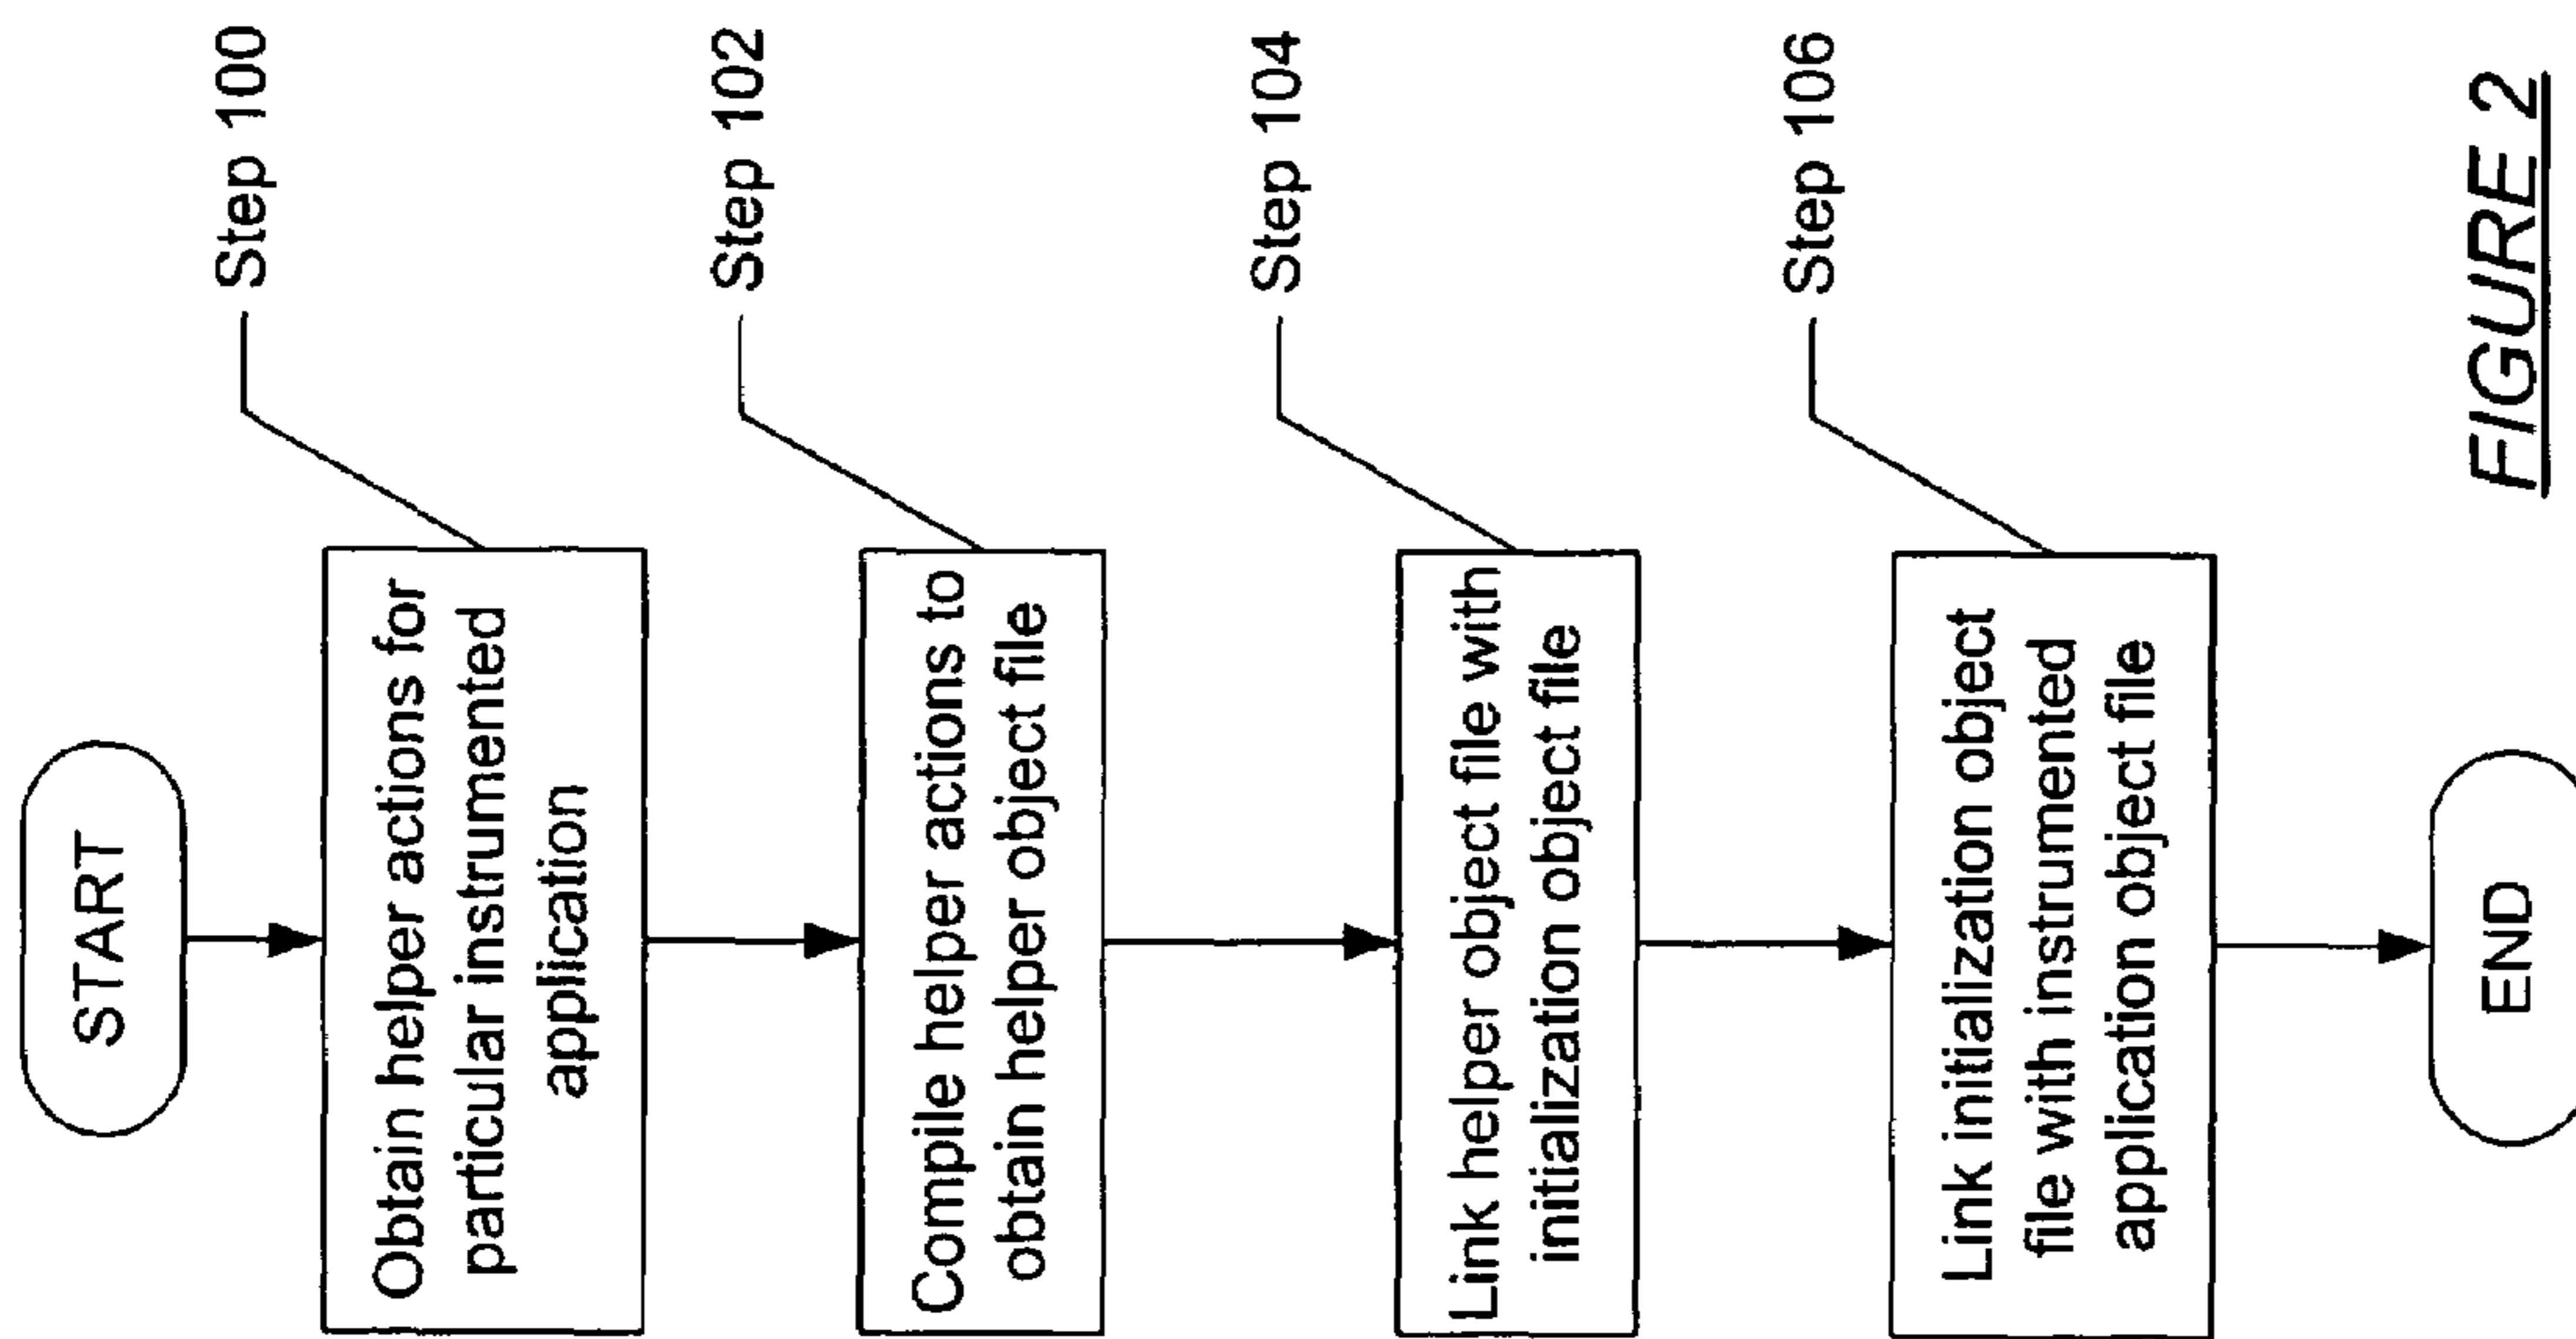 START
Obtain helper actions for
particular instrumented
application
Step 100
Compile helper actions to
obtain helper object file
Step 102
Link helper object file with
initialization object file
Step 104
Link initialization object
file with instrumented
application object file
Step 106
END
FIGURE 2